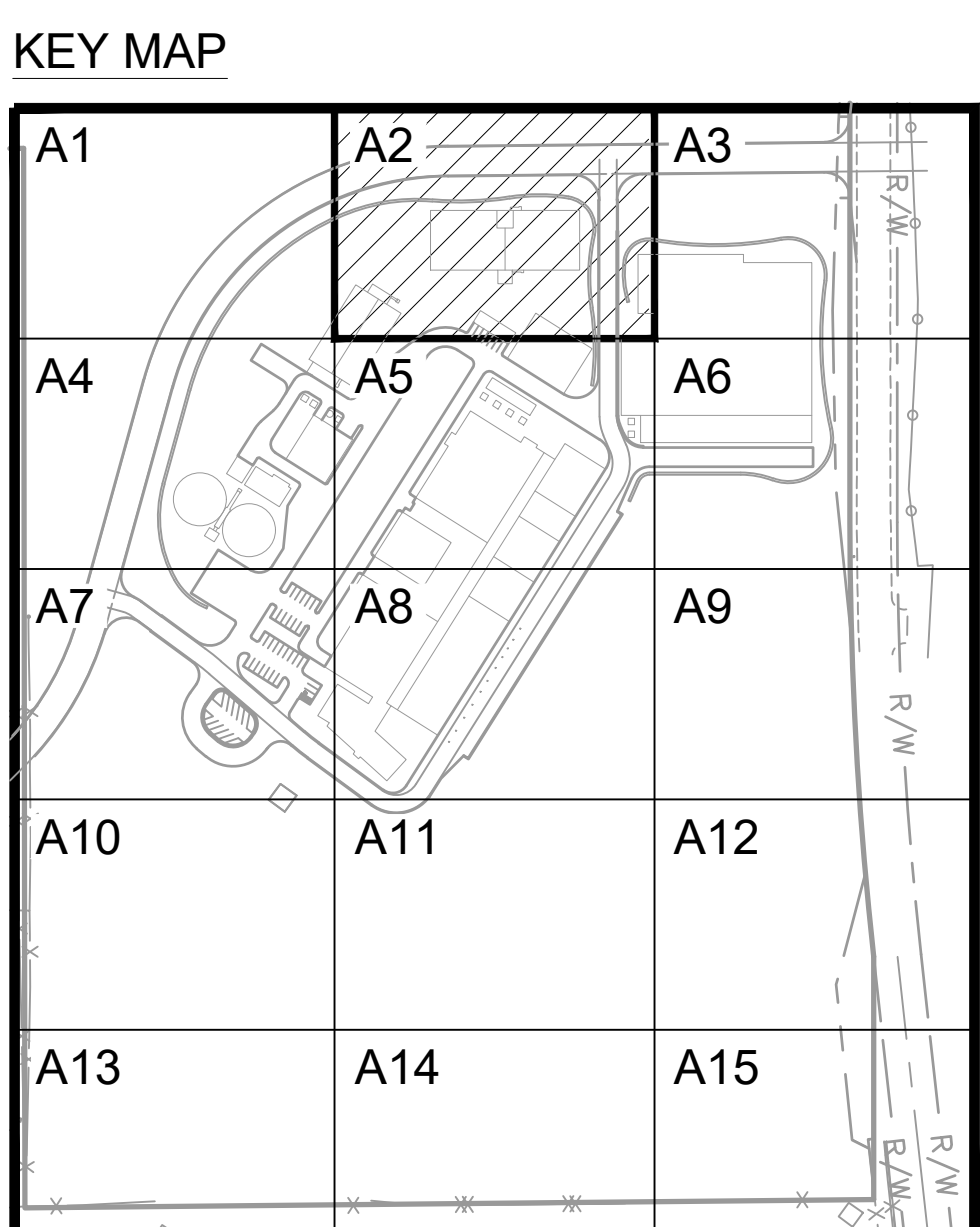 KEY MAP
A1 A2 A3
R/W
A4 A5 A6
A7 A8 A9
R/W
A10 A11 A12
A13 A14 A15
R/W R/W